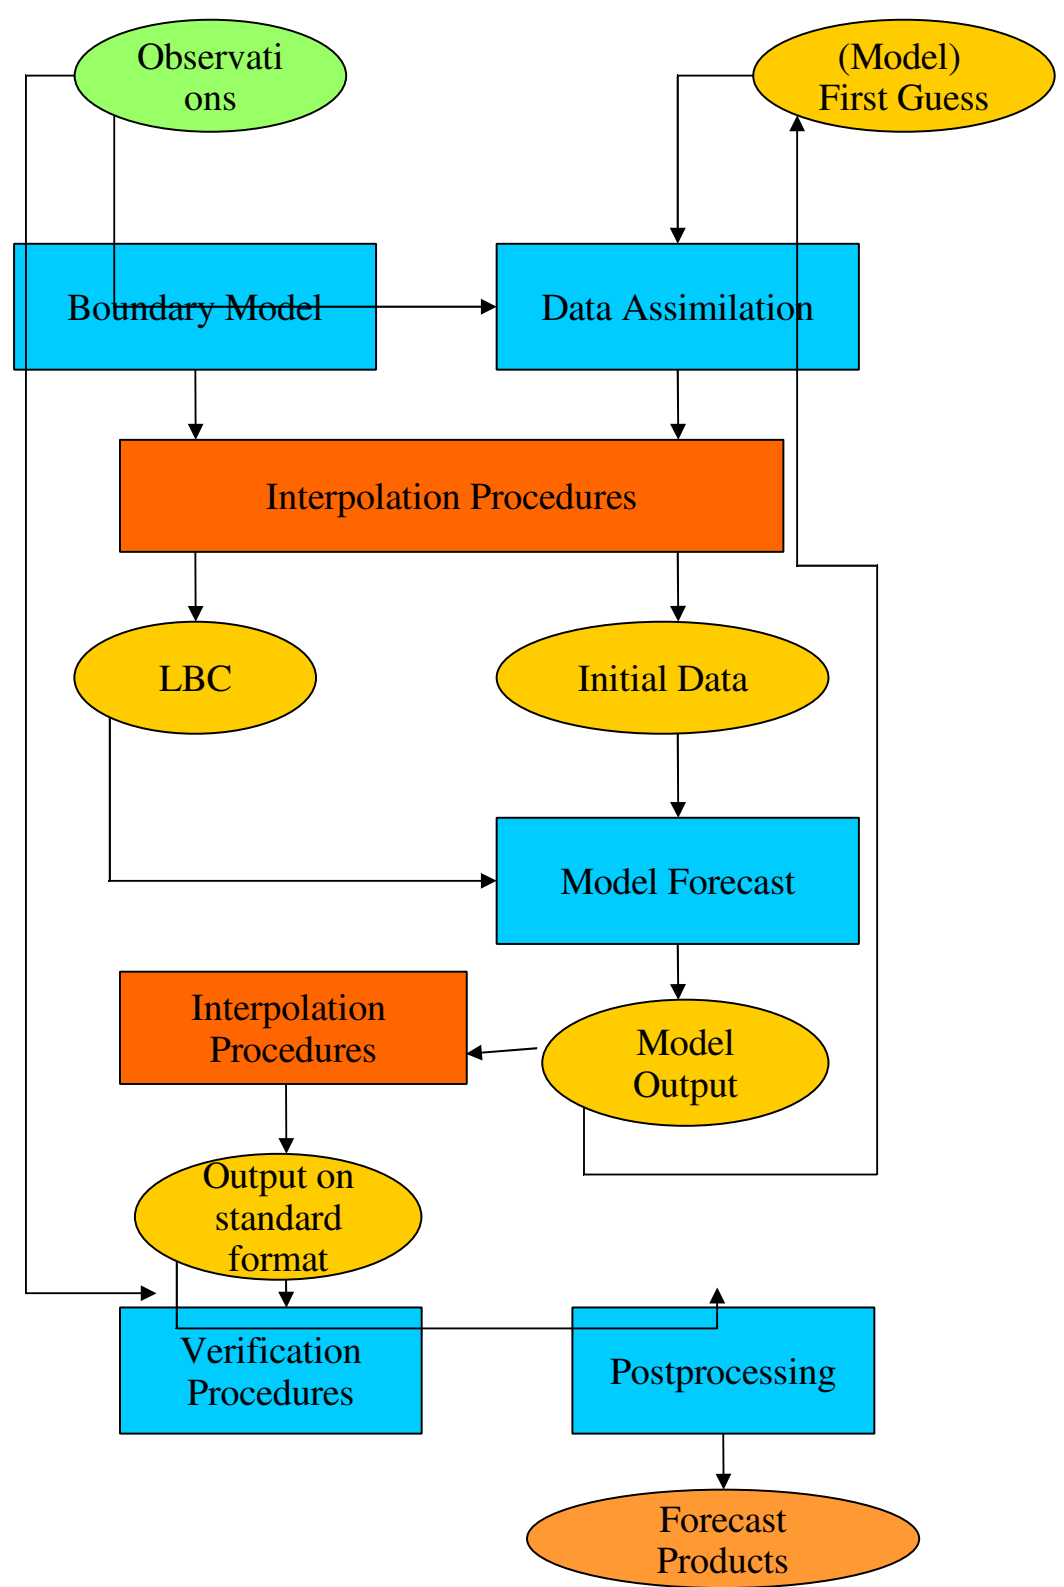 Observati
ons
(Model)
First Guess
Boundary Model
Data Assimilation
Interpolation Procedures
LBC
Initial Data
Model Forecast
Interpolation
Procedures
Model
Output
Output on
standard
format
Verification
Procedures
Postprocessing
Forecast
Products